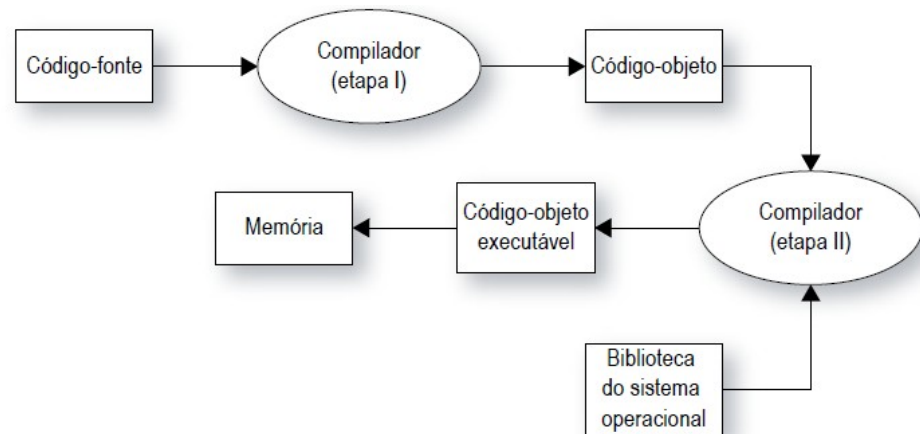 Código-fonte
Compilador
(etapa I)
Código-objeto
Memória
Código-objeto
executável
Compilador
(etapa II)
Biblioteca
do sistema
operacional